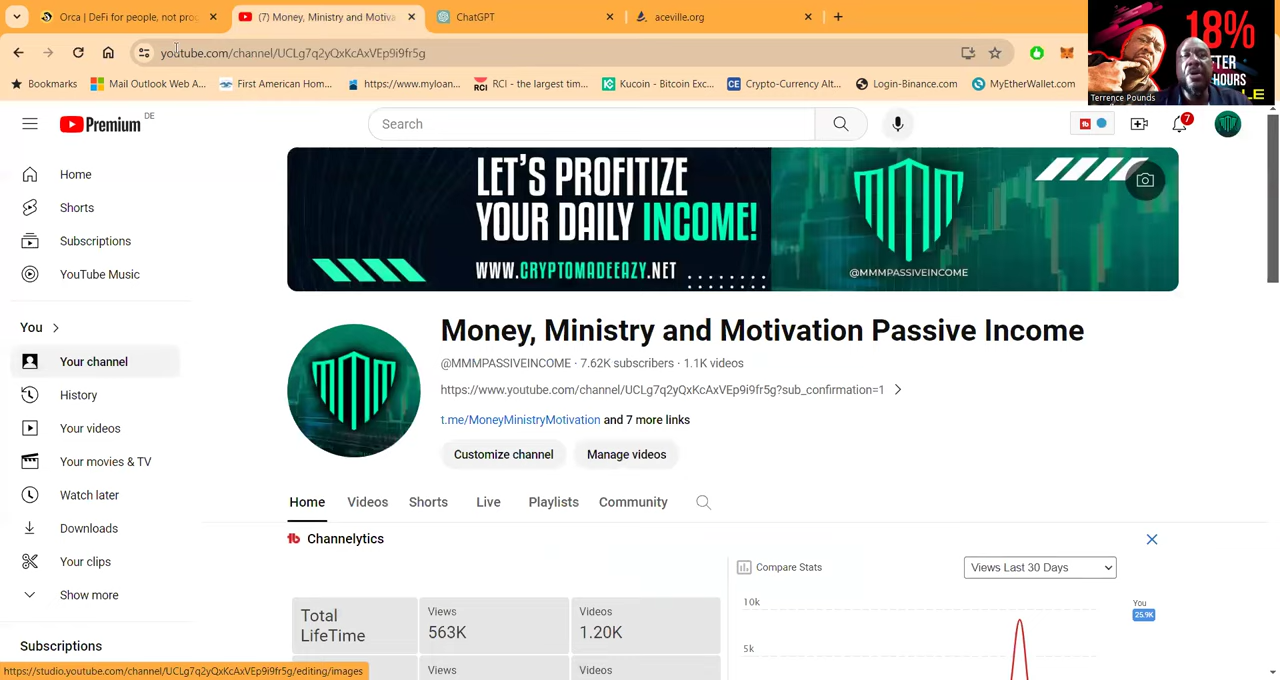 Orca | DeFi for people, not pro
(7) Money, Ministry and Motiva
ChatGPT
aceville.org
youtube.com/channel/UCLg7q2yQxKcAxVEp9i9fr5g
Bookmarks
Mail Outlook Web A...
First American Hom...
https://www.myloan...
RCI - the largest tim...
Kucoin - Bitcoin Exc...
Crypto-Currency Alt...
Login-Binance.com
MyEtherWallet.com
18%
HOURS
Terrence Pounds
Premium
DE
Search
7
LET'S PROFITIZE
YOUR DAILY INCOME!
WWW.CRYPTOMADEEAZY.NET
@MMMPASSIVEINCOME
Home
Shorts
Subscriptions
YouTube Music
You
Your channel
History
Your videos
Your movies & TV
Watch later
Downloads
Your clips
Show more
Subscriptions
Money, Ministry and Motivation Passive Income
@MMMPASSIVEINCOME · 7.62K subscribers · 1.1K videos
https://www.youtube.com/channel/UCLg7q2yQxKcAxVEp9i9fr5g?sub_confirmation=1
t.me/MoneyMinistryMotivation and 7 more links
Customize channel
Manage videos
Home
Videos
Shorts
Live
Playlists
Community
Channelytics
Compare Stats
Views Last 30 Days
Total
LifeTime
Views
563K
Videos
1.20K
Views
Videos
10k
5k
You
25.9K
https://studio.youtube.com/channel/UCLg7q2yQxKcAxVEp9i9fr5g/editing/images